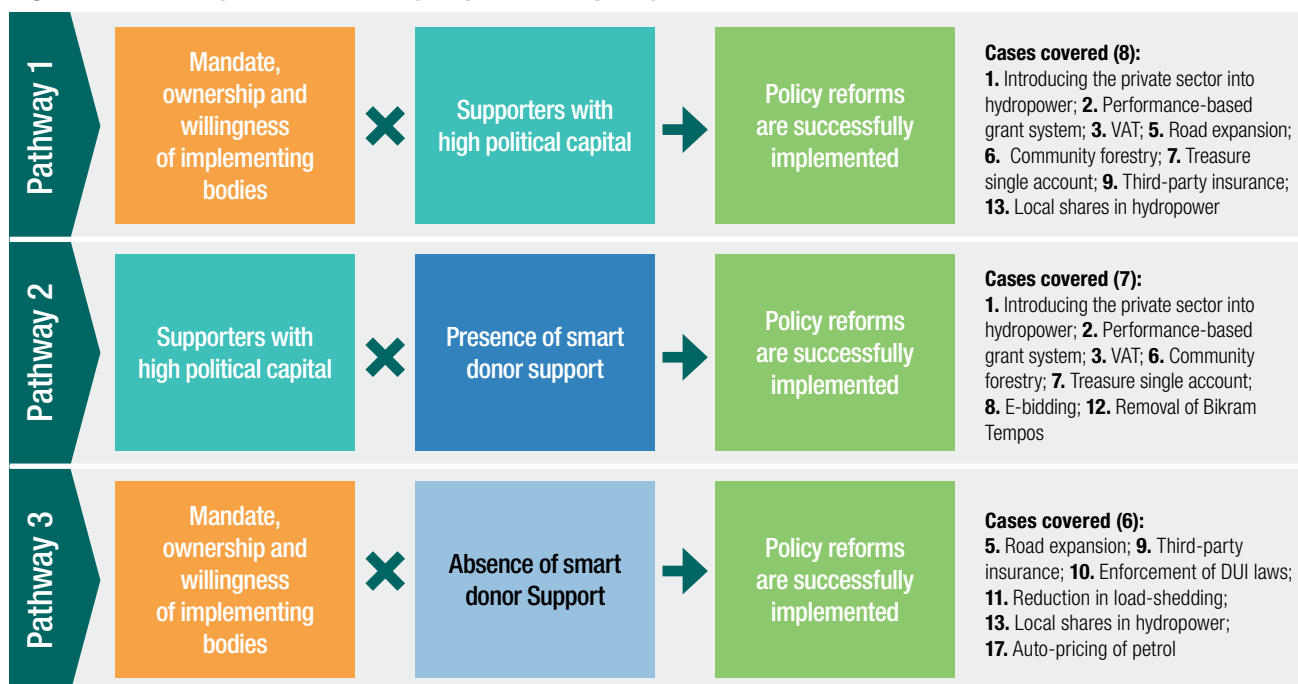 Pathway 1
Mandate,
ownership and
willingness
of implementing
bodies
Supporters with
high political capital
Policy reforms
are successfully
implemented
Cases covered (8):
1. Introducing the private sector into
hydropower; 2. Performance-based
grant system; 3. VAT; 5. Road expansion;
6. Community forestry; 7. Treasure
single account; 9. Third-party insurance;
13. Local shares in hydropower
Pathway 2
Supporters with
high political capital
Presence of smart
donor support
Policy reforms
are successfully
implemented
Cases covered (7):
1. Introducing the private sector into
hydropower; 2. Performance-based
grant system; 3. VAT; 6. Community
forestry; 7. Treasure single account;
8. E-bidding; 12. Removal of Bikram
Tempos
Pathway 3
Mandate,
ownership and
willingness
of implementing
bodies
Absence of smart
donor Support
Policy reforms
are successfully
implemented
Cases covered (6):
5. Road expansion; 9. Third-party
insurance; 10. Enforcement of DUI laws;
11. Reduction in load-shedding;
13. Local shares in hydropower;
17. Auto-pricing of petrol